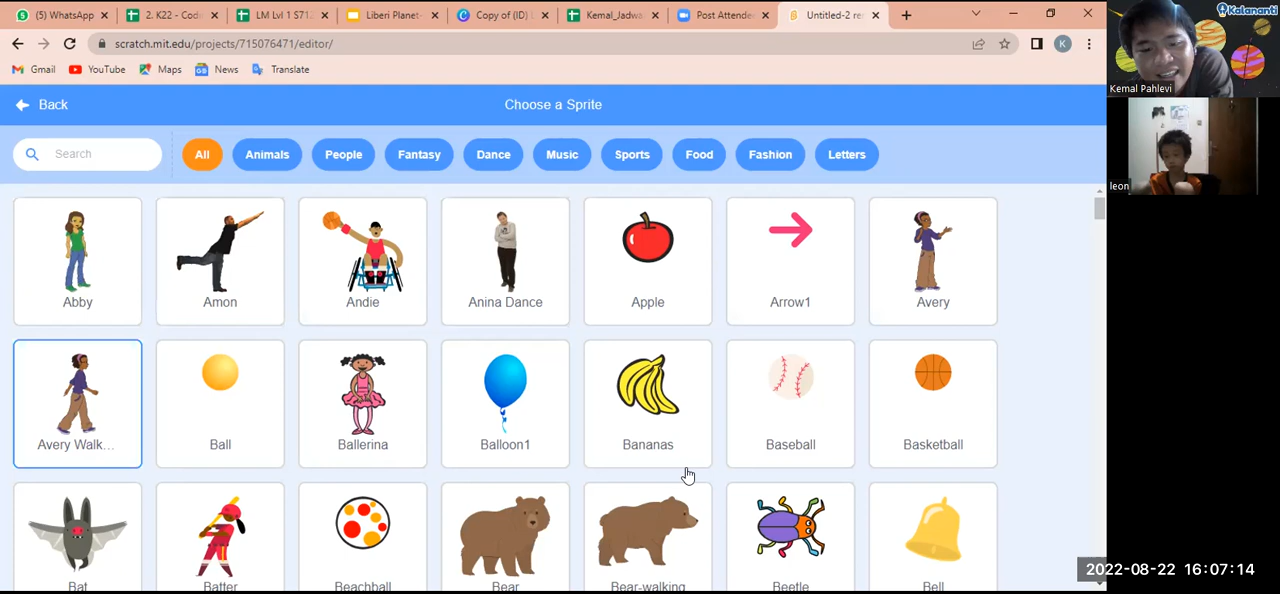 (5) WhatsApp
2. K22 - Codi
LM Lvl 1 S712
Liberi Planet-
Copy of (ID) L
Kemal_Jadwa
Post Attende
Untitled-2 re
scratch.mit.edu/projects/715076471/editor/
K
Gmail
YouTube
Maps
News
Translate
Back
Choose a Sprite
Search
All
Animals
People
Fantasy
Dance
Music
Sports
Food
Fashion
Letters
Abby
Amon
Andie
Anina Dance
Apple
Arrow1
Avery
Avery Walk...
Ball
Ballerina
Balloon1
Bananas
Baseball
Basketball
Bat
Batter
Beachball
Bear
Bear-walking
Beetle
Bell
Kalananti
Kemal Pahlevi
leon
2022-08-22 16:07:14